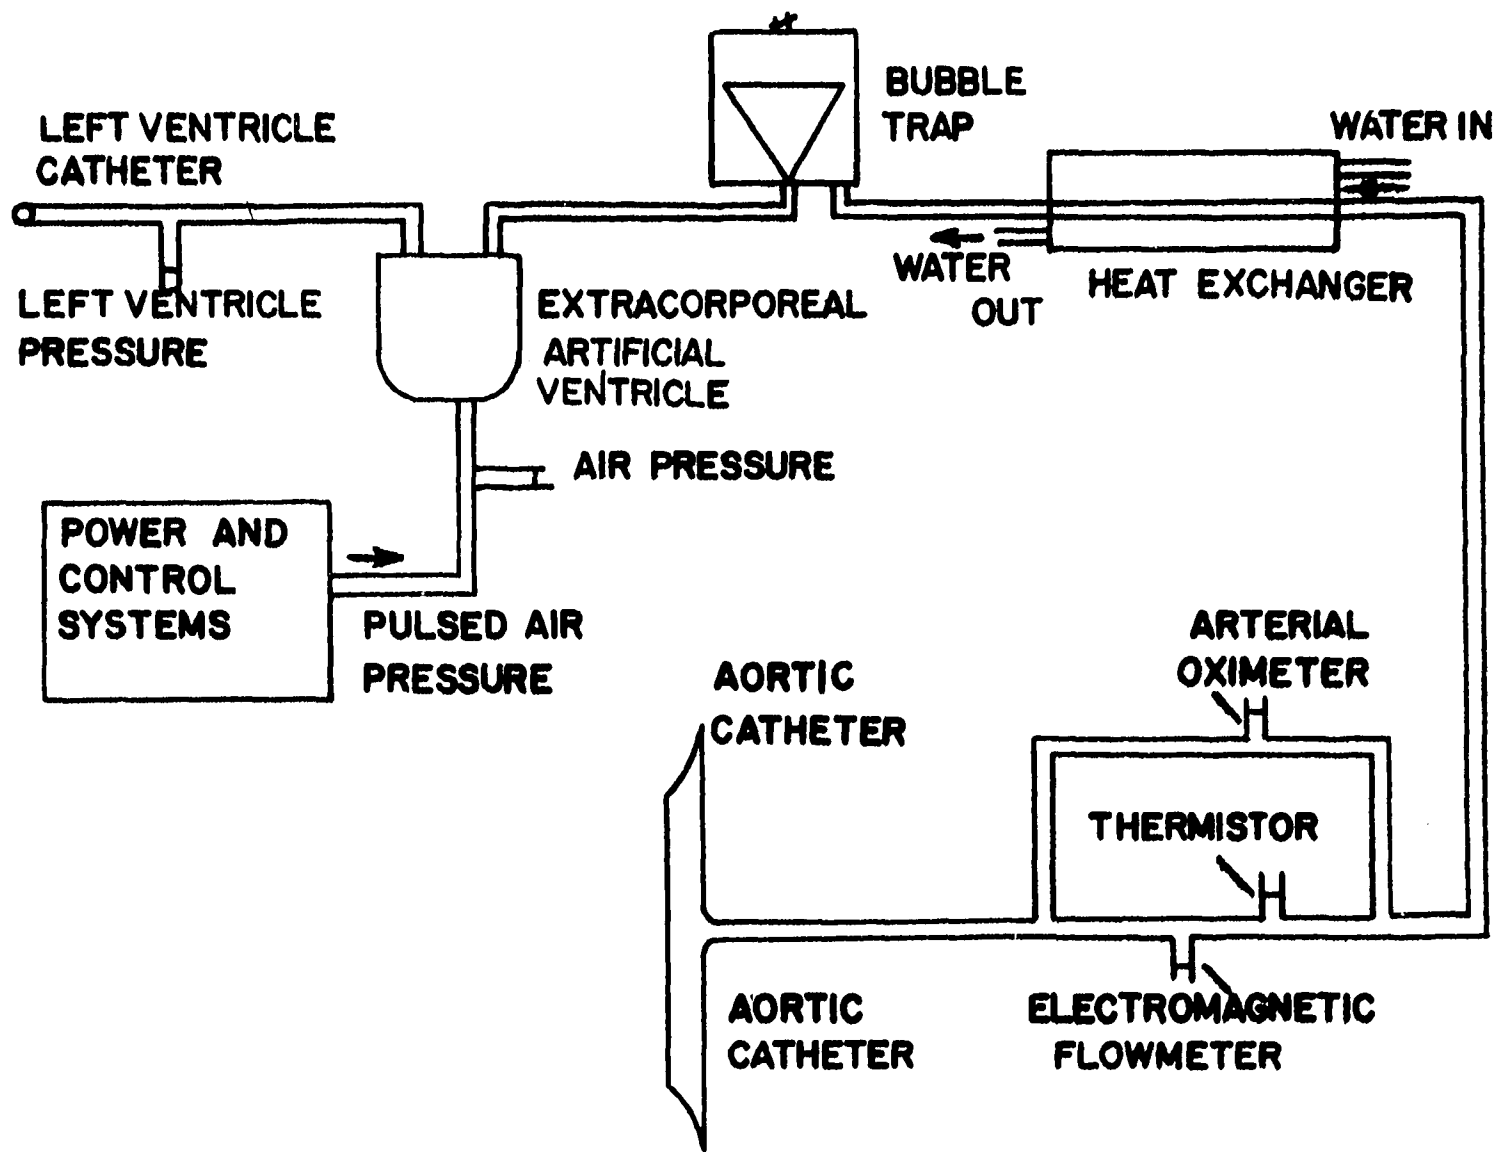 BUBBLE
TRAP
WATER IN
LEFT VENTRICLE
CATHETER
WATER
OUT
HEAT EXCHANGER
LEFT VENTRICLE
PRESSURE
EXTRACORPOREAL
ARTIFICIAL
VENTRICLE
AIR PRESSURE
POWER AND
CONTROL
SYSTEMS
PULSED AIR
PRESSURE
AORTIC
CATHETER
ARTERIAL
OXIMETER
THERMISTOR
AORTIC
CATHETER
ELECTROMAGNETIC
FLOWMETER